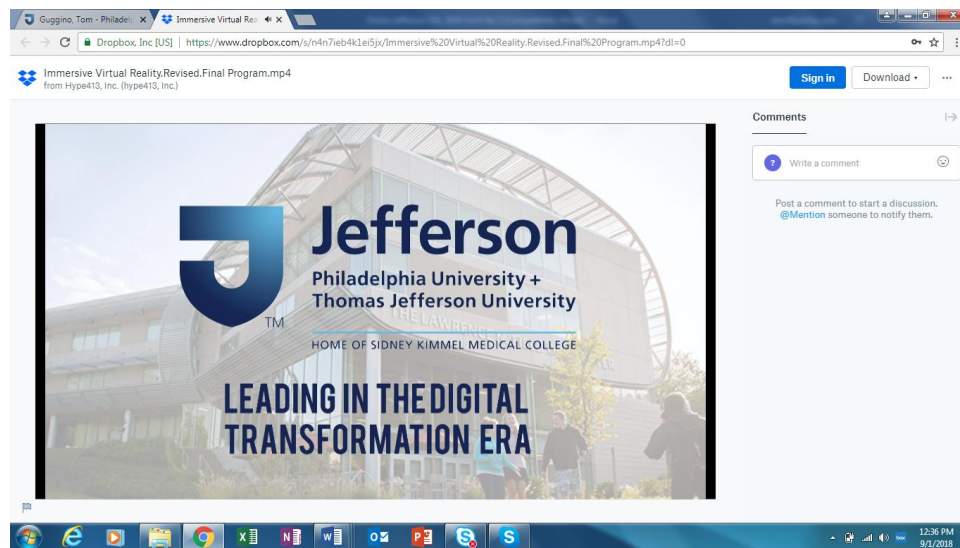 Guggino, Tom - Philadel
Immersive Virtual Rea
Dropbox, Inc [US] | https://www.dropbox.com/s/n4n7ieb4k1ei5jx/Immersive%20Virtual%20Reality.Revised.Final%20Program.mp4?dl=0
Immersive Virtual Reality.Revised.Final Program.mp4
from Hype413, Inc. (hype413, Inc.)
Sign in
Download
Comments
Write a comment
Post a comment to start a discussion.
@Mention someone to notify them.
Jefferson
Philadelphia University +
Thomas Jefferson University
TM
HOME OF SIDNEY KIMMEL MEDICAL COLLEGE
THE LAWRENCE
LEADING IN THE DIGITAL
TRANSFORMATION ERA
12:36 PM
9/1/2018